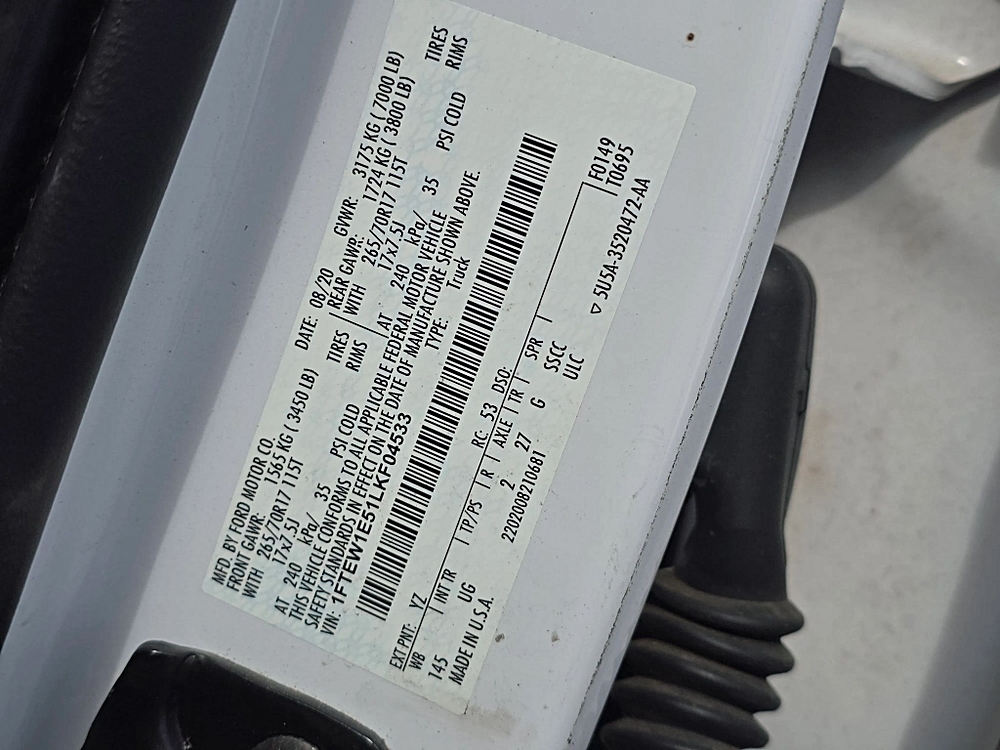 MFD. BY FORD MOTOR CO. DATE: 08/20 GVWR: 3175 KG ( 7000 LB)
FRONT GAWR: 1565 KG ( 3450 LB) REAR GAWR: 1724 KG ( 3800 LB)
WITH 265/70R17 115T TIRES WITH 265/70R17 115T TIRES
17x7.5J RIMS 17x7.5J RIMS
AT 240 kPa/ 35 PSI COLD AT 240 kPa/ 35 PSI COLD
THIS VEHICLE CONFORMS TO ALL APPLICABLE FEDERAL MOTOR VEHICLE
SAFETY STANDARDS IN EFFECT ON THE DATE OF MANUFACTURE SHOWN ABOVE.
VIN: 1FTEW1E51LKF04533 TYPE: Truck
EXT PNT: YZ RC: 53 DSO: F0149
WB INT TR TP/PS R AXLE TR SPR T0695
145 UG 2 27 G SSCC
MADE IN U.S.A. 2202008210681 ULC ▽ 5U5A-3520472-AA